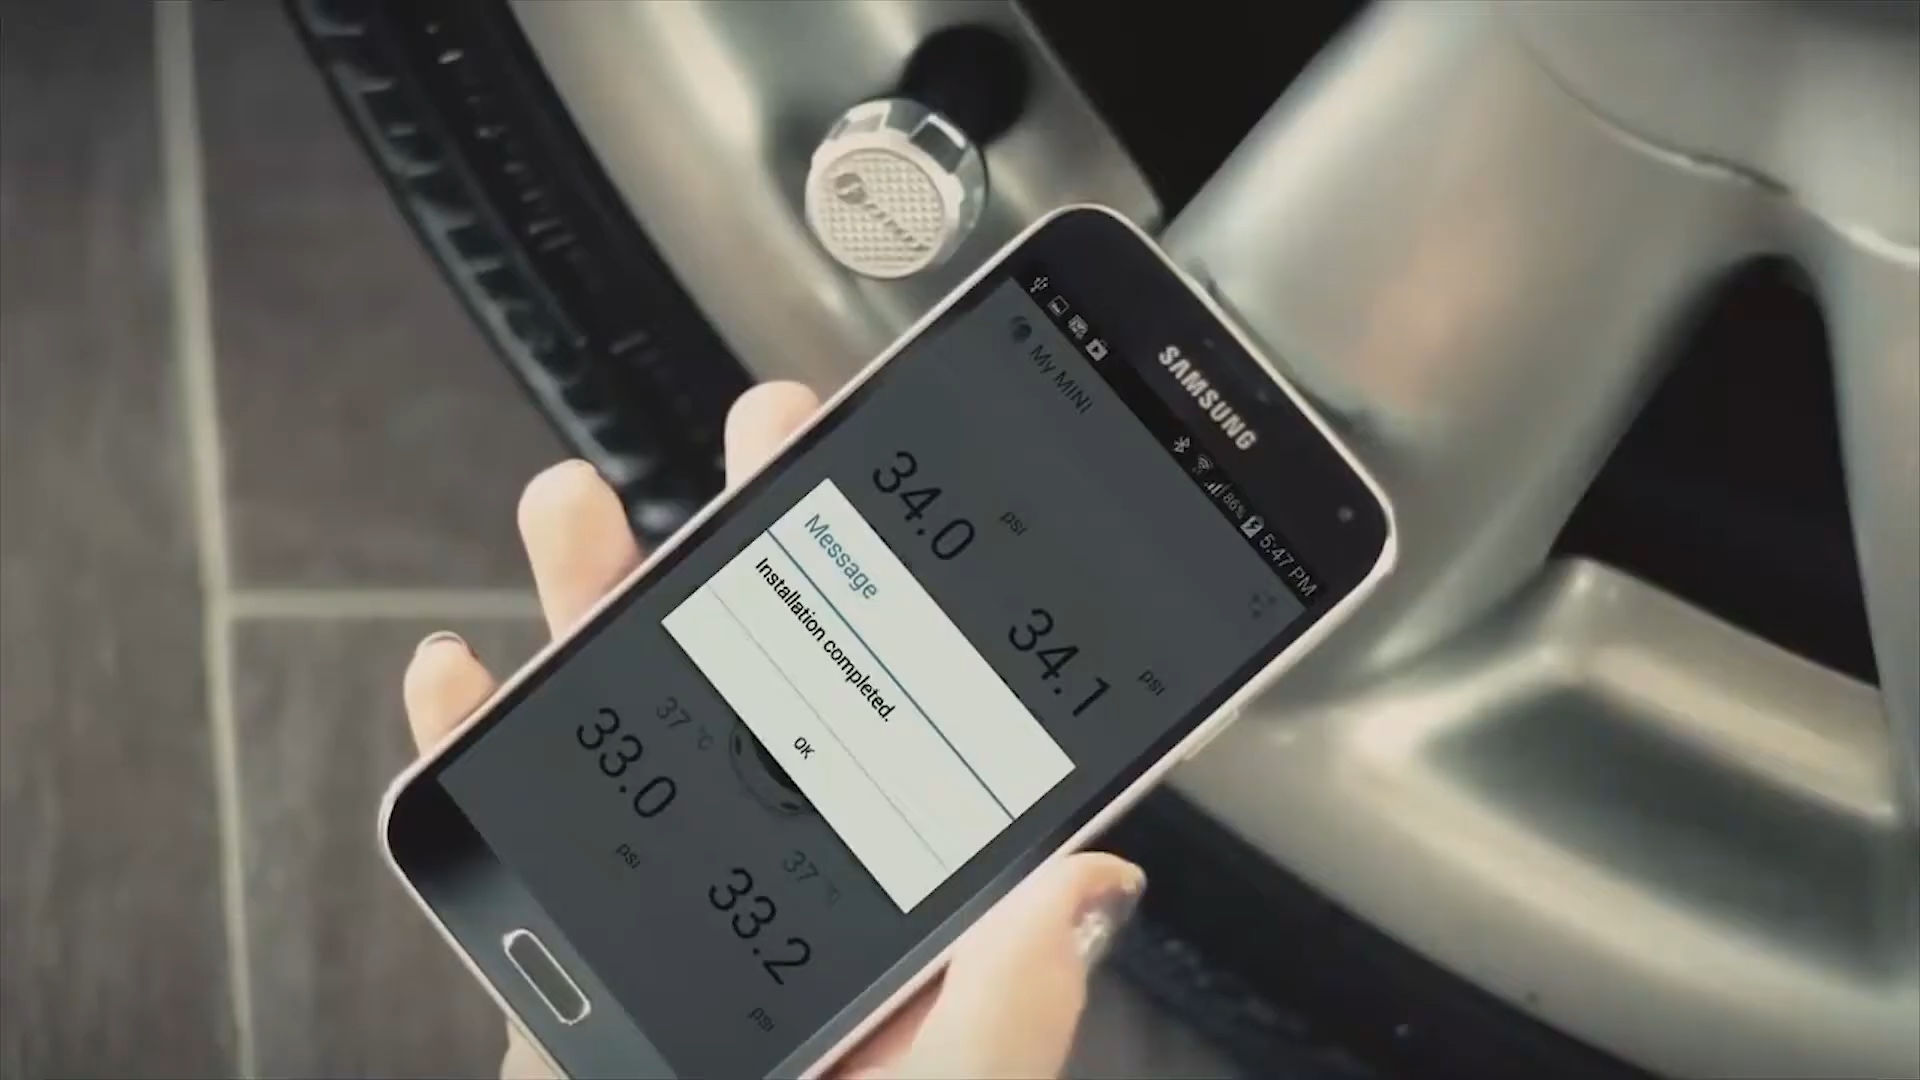 SAMSUNG
86% 5:47 PM
My MINI
34.0 psi
34.1 psi
Message
Installation completed.
OK
37 °C
33.0 psi
37 °C
33.2 psi